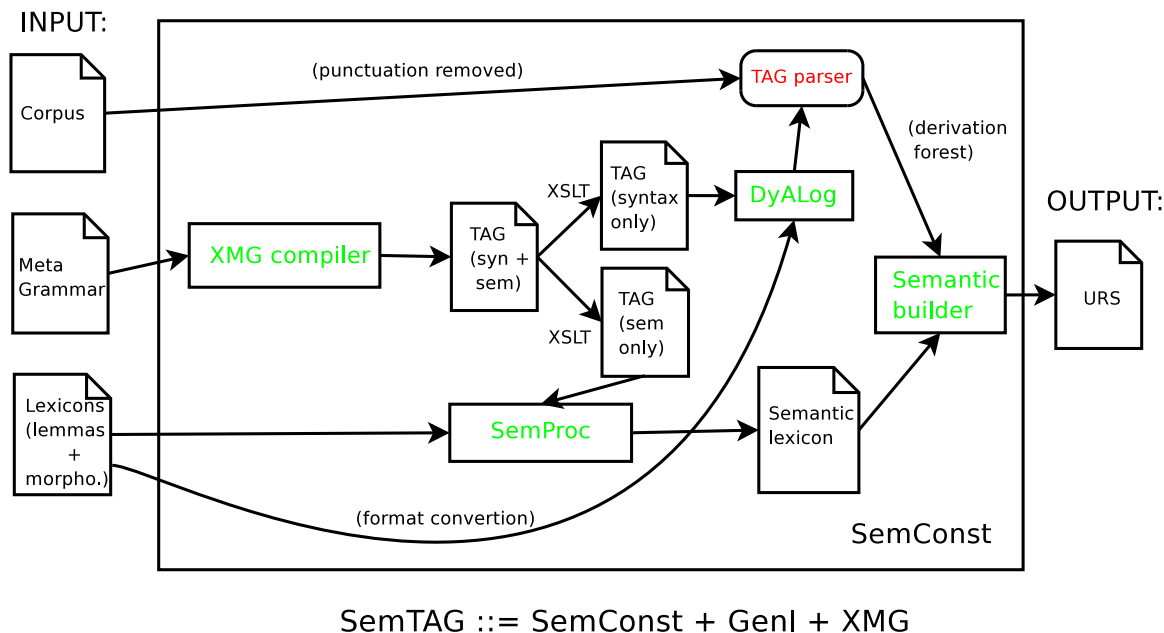 INPUT:
Corpus
(punctuation removed)
TAG parser
(derivation
forest)
Meta
Grammar
XMG compiler
TAG
(syn +
sem)
XSLT
TAG
(syntax
only)
DyALog
XSLT
TAG
(sem
only)
Semantic
builder
OUTPUT:
URS
Lexicons
(lemmas
+
morpho.)
SemProc
Semantic
lexicon
(format convertion)
SemConst
SemTAG ::= SemConst + GenI + XMG